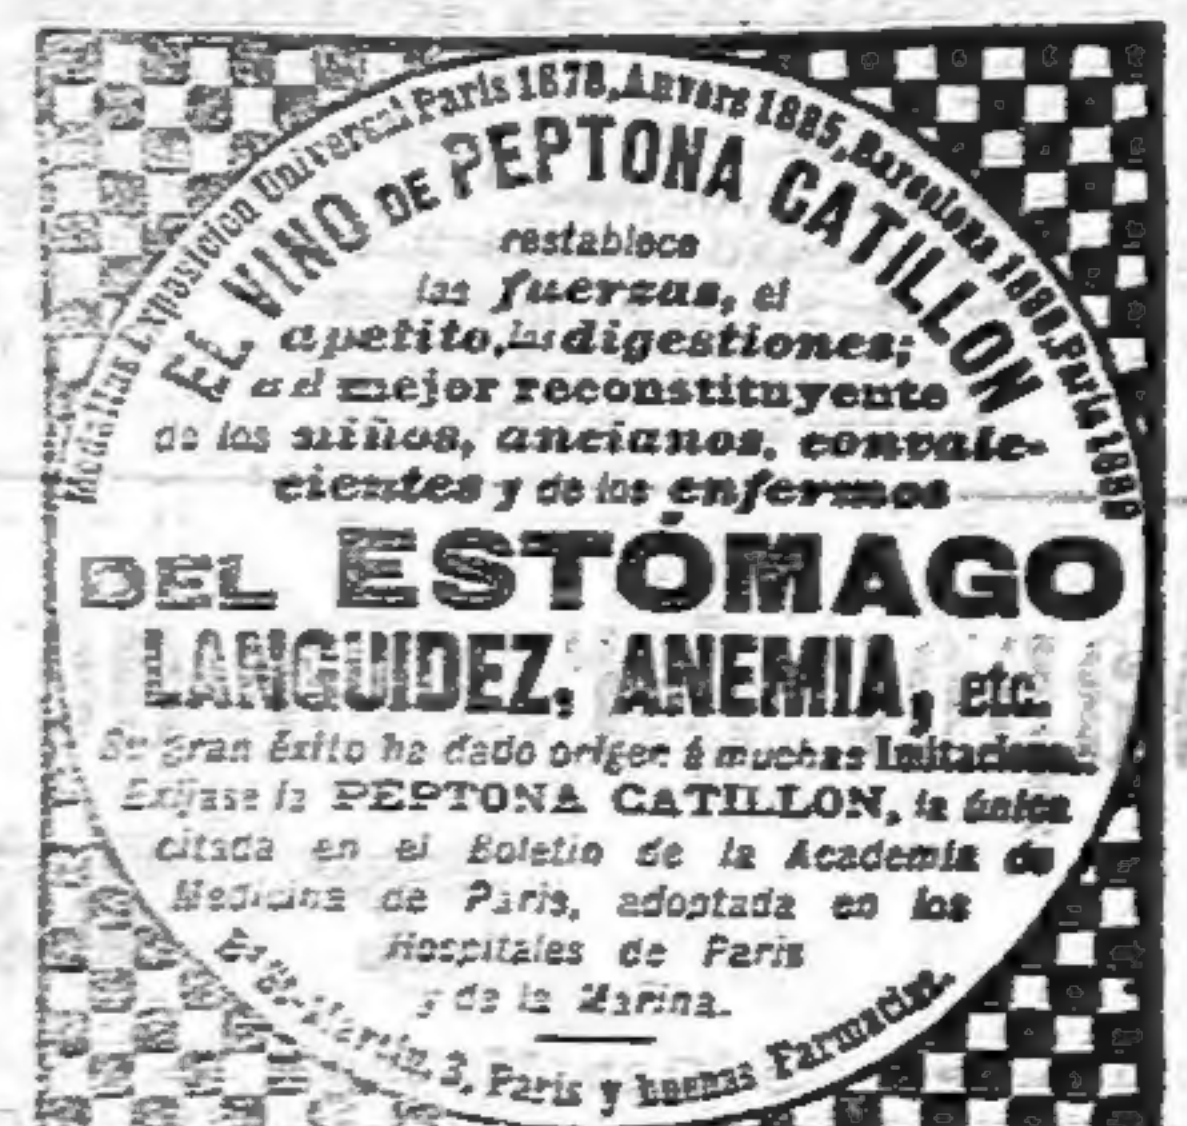 Medallas Exposicion Universal Paris 1878, Anvers 1885, Barcelona 1888, Paris 1889
EL VINO DE PEPTONA CATILLON
restablece
las fuerzas, el
apetito, las digestiones;
es el mejor reconstituyente
de los niños, ancianos, convale-
cientes y de los enfermos
DEL ESTÓMAGO
LANGUIDEZ, ANEMIA, etc.
Su gran éxito ha dado origen á muchas Imitaciones.
Exijase la PEPTONA CATILLON, la única
citada en el Boletin de la Academia de
Medicina de Paris, adoptada en los
Hospitales de Paris
y de la Marina.
St-Martin, 3, Paris y buenas Farmacias.